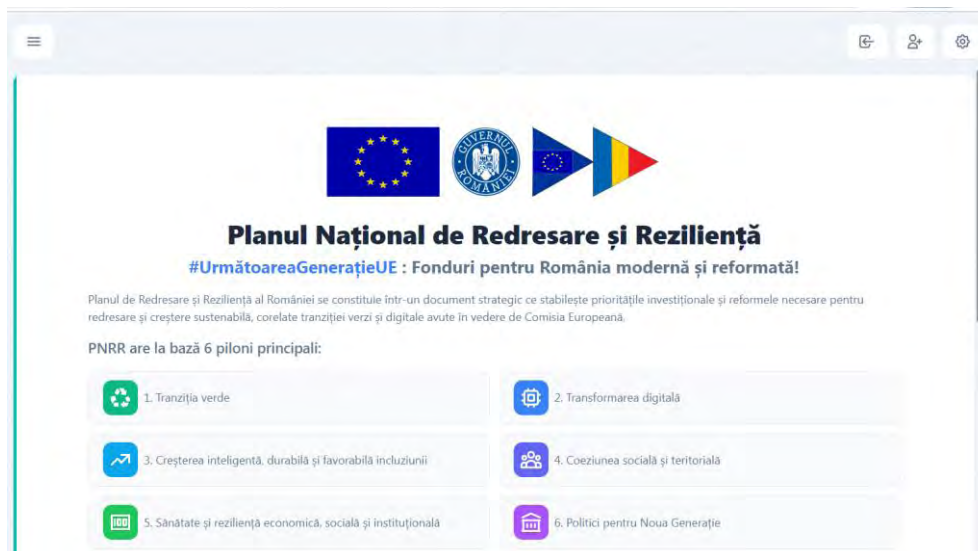 GUVERNUL ROMÂNIEI
Planul Național de Redresare și Reziliență
#UrmătoareaGenerațieUE : Fonduri pentru România modernă și reformată!
Planul de Redresare și Reziliență al României se constituie într-un document strategic ce stabilește prioritățile investiționale și reformele necesare pentru
redresare și creștere sustenabilă, corelate tranziției verzi și digitale avute în vedere de Comisia Europeană.
PNRR are la bază 6 piloni principali:
1. Tranziția verde
2. Transformarea digitală
3. Creșterea inteligentă, durabilă și favorabilă incluziunii
4. Coeziunea socială și teritorială
5. Sănătate și reziliență economică, socială și instituțională
6. Politici pentru Noua Generație